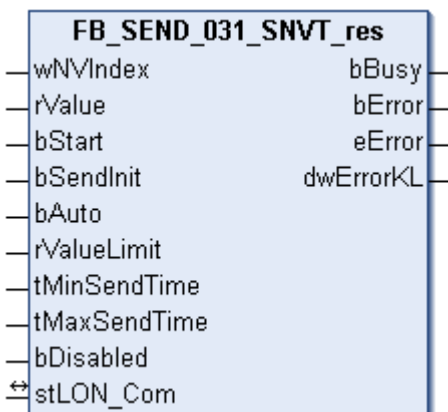 FB_SEND_031_SNVT_res
wNVIndex bBusy
rValue bError
bStart eError
bSendInit dwErrorKL
bAuto
rValueLimit
tMinSendTime
tMaxSendTime
bDisabled
stLON_Com